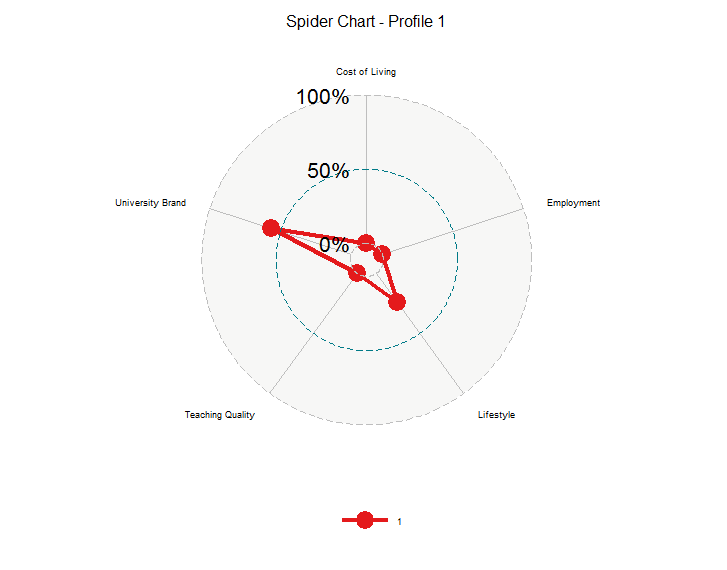 Spider Chart - Profile 1
Cost of Living
100%
50%
University Brand
Employment
0%
Teaching Quality
Lifestyle
1